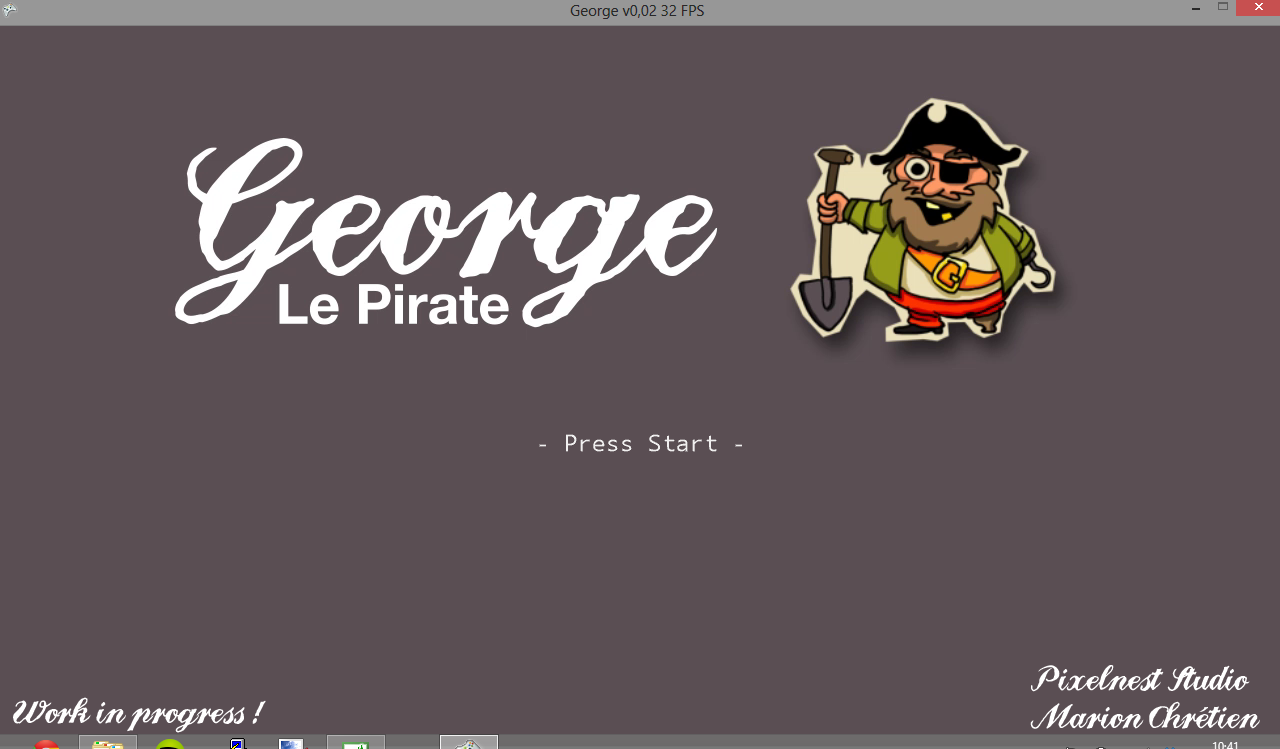 George v0,02 32 FPS
George
Le Pirate
G
- Press Start -
Pixelnest Studio
Work in progress !
Marion Chrétien
10:41